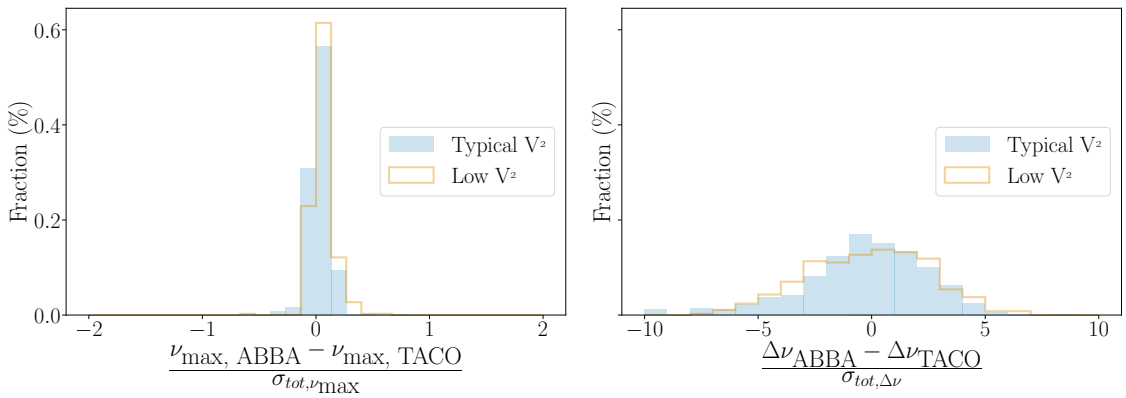 0.6
0.4
0.2
0.0
Fraction (%)
Typical V²
Low V²
−2 −1 0 1 2
νmax, ABBA − νmax, TACO
σtot,νmax
Fraction (%)
Typical V²
Low V²
−10 −5 0 5 10
ΔνABBA − ΔνTACO
σtot,Δν